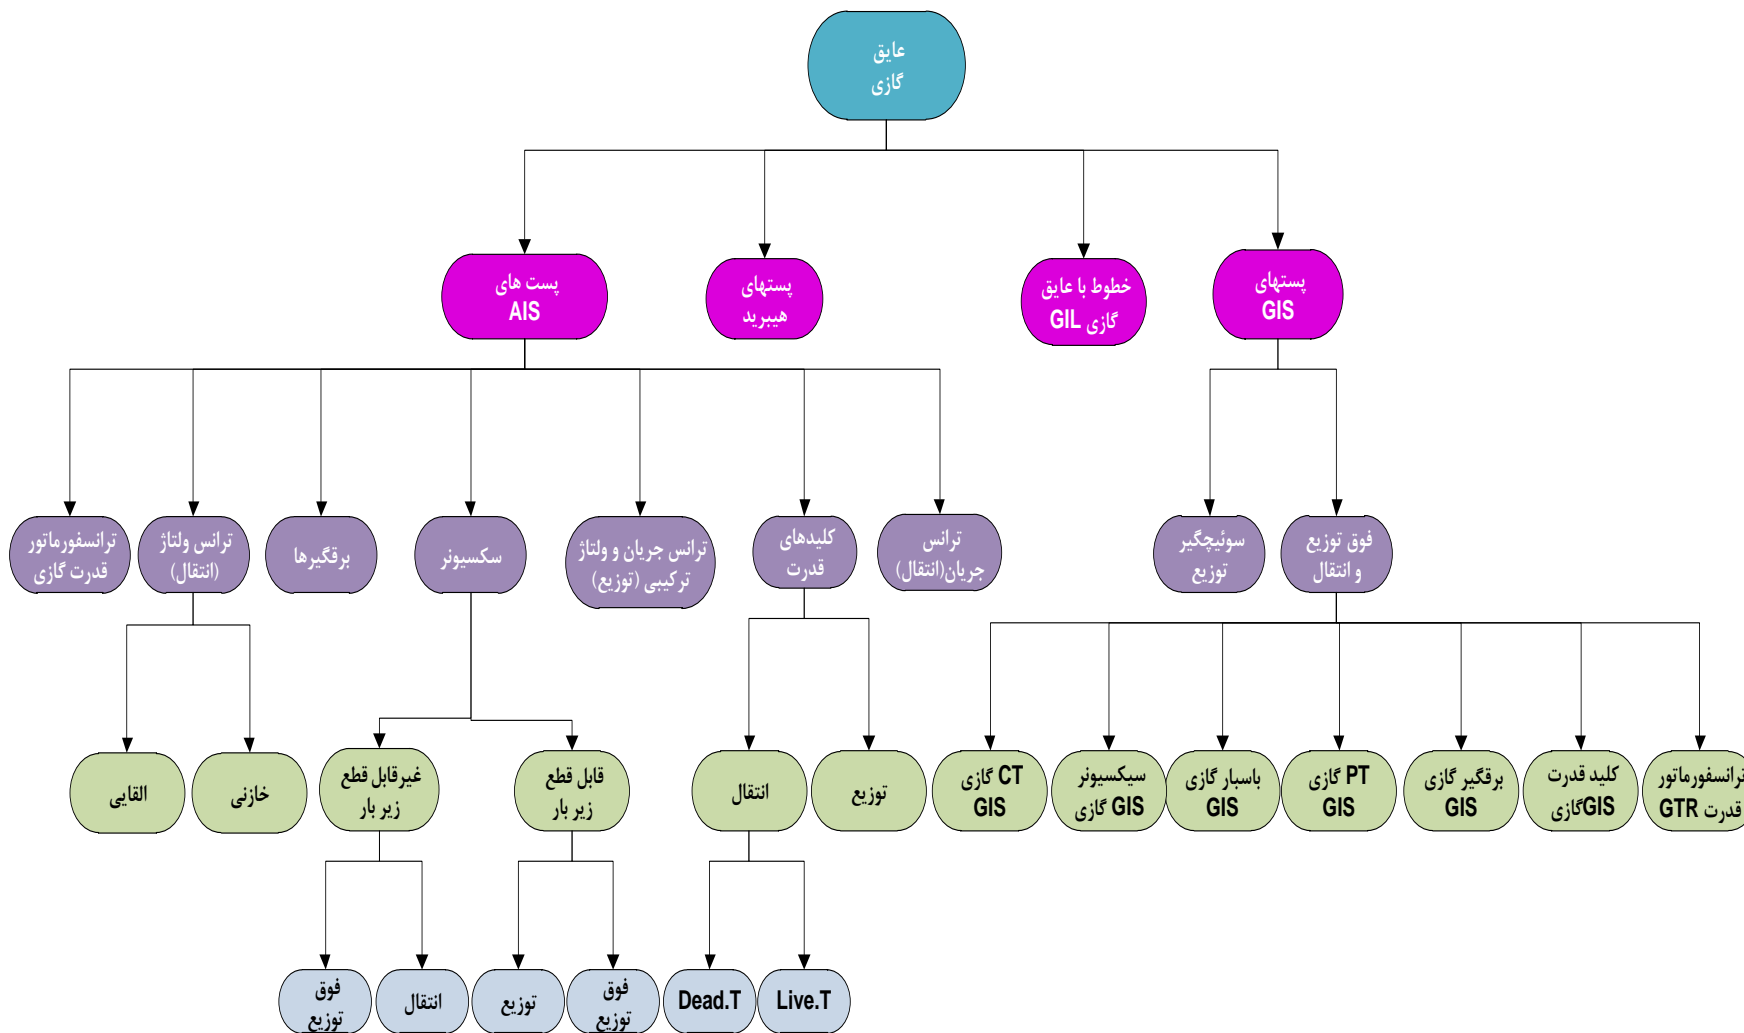 عایق
گازی
پستهای
GIS
خطوط با عایق
گازی GIL
پستهای
هیبرید
پست های
AIS
فوق توزیع
و انتقال
سوئیچگیر
توزیع
ترانس
جریان(انتقال)
کلیدهای
قدرت
ترانس جریان و ولتاژ
ترکیبی (توزیع)
سکسیونر
برقگیرها
ترانس ولتاژ
(انتقال)
ترانسفورماتور
قدرت گازی
ترانسفورماتور
قدرت GTR
کلید قدرت
گازیGIS
برقگیر گازی
GIS
PT گازی
GIS
باسبار گازی
GIS
سیکسیونر
گازی GIS
CT گازی
GIS
توزیع
انتقال
قابل قطع
زیر بار
غیرقابل قطع
زیر بار
خازنی
القایی
Live.T
Dead.T
فوق
توزیع
توزیع
انتقال
فوق
توزیع